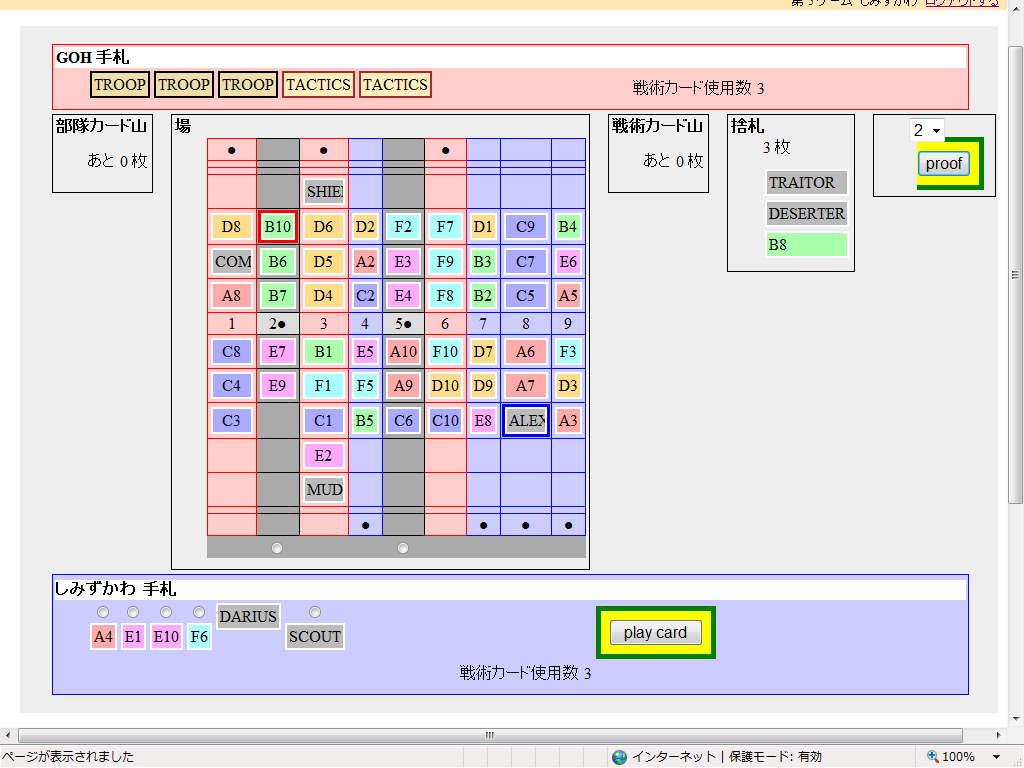 第 3 ゲーム しみずかわ ログアウトする
GOH 手札
TROOP TROOP TROOP TACTICS TACTICS
戦術カード使用数 3
部隊カード山
あと 0 枚
場
SHIE
D8 B10 D6 D2 F2 F7 D1 C9 B4
COM B6 D5 A2 E3 F9 B3 C7 E6
A8 B7 D4 C2 E4 F8 B2 C5 A5
1 2● 3 4 5● 6 7 8 9
C8 E7 B1 E5 A10 F10 D7 A6 F3
C4 E9 F1 F5 A9 D10 D9 A7 D3
C3 C1 B5 C6 C10 E8 ALEX A3
E2
MUD
戦術カード山
あと 0 枚
捨札
3 枚
TRAITOR
DESERTER
B8
2
proof
しみずかわ 手札
A4 E1 E10 F6 DARIUS SCOUT
play card
戦術カード使用数 3
ページが表示されました
インターネット | 保護モード: 有効
100%